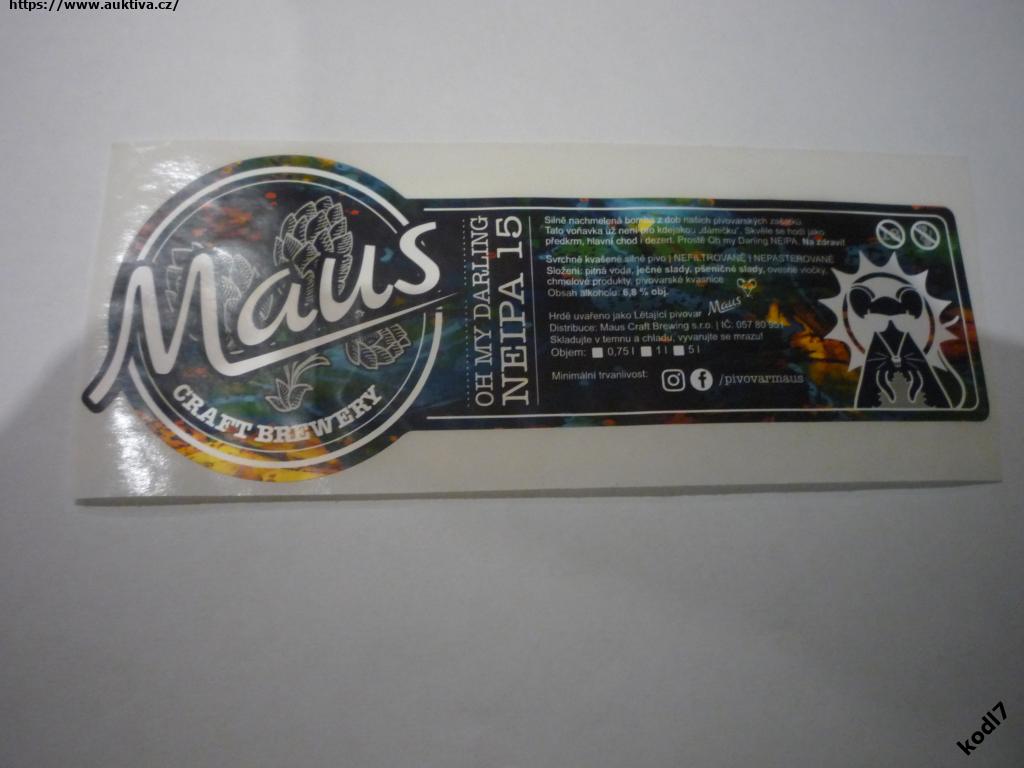 https://www.auktiva.cz/
Maus
CRAFT BREWERY
OH MY DARLING
NEIPA 15
Silně nachmelená bomba z dob našich pivovarských začátků.
Tato voňavka už není pro kdejakou „dámičku“. Skvěle se hodí jako
předkrm, hlavní chod i dezert. Prostě Oh my Darling NEIPA. Na zdraví!
Svrchně kvašené silné pivo | NEFILTROVANÉ | NEPASTEROVANÉ
Složení: pitná voda, ječné slady, pšeničné slady, ovesné vločky,
chmelové produkty, pivovarské kvasnice
Obsah alkoholu: 6,8 % obj.
Hrdě uvařeno jako Létající pivovar Maus
Distribuce: Maus Craft Brewing s.r.o. | IČ: 057 80 951
Skladujte v temnu a chladu, vyvarujte se mrazu!
Objem: 0,75 l 1 l 5 l
Minimální trvanlivost: /pivovarmaus
kodl7